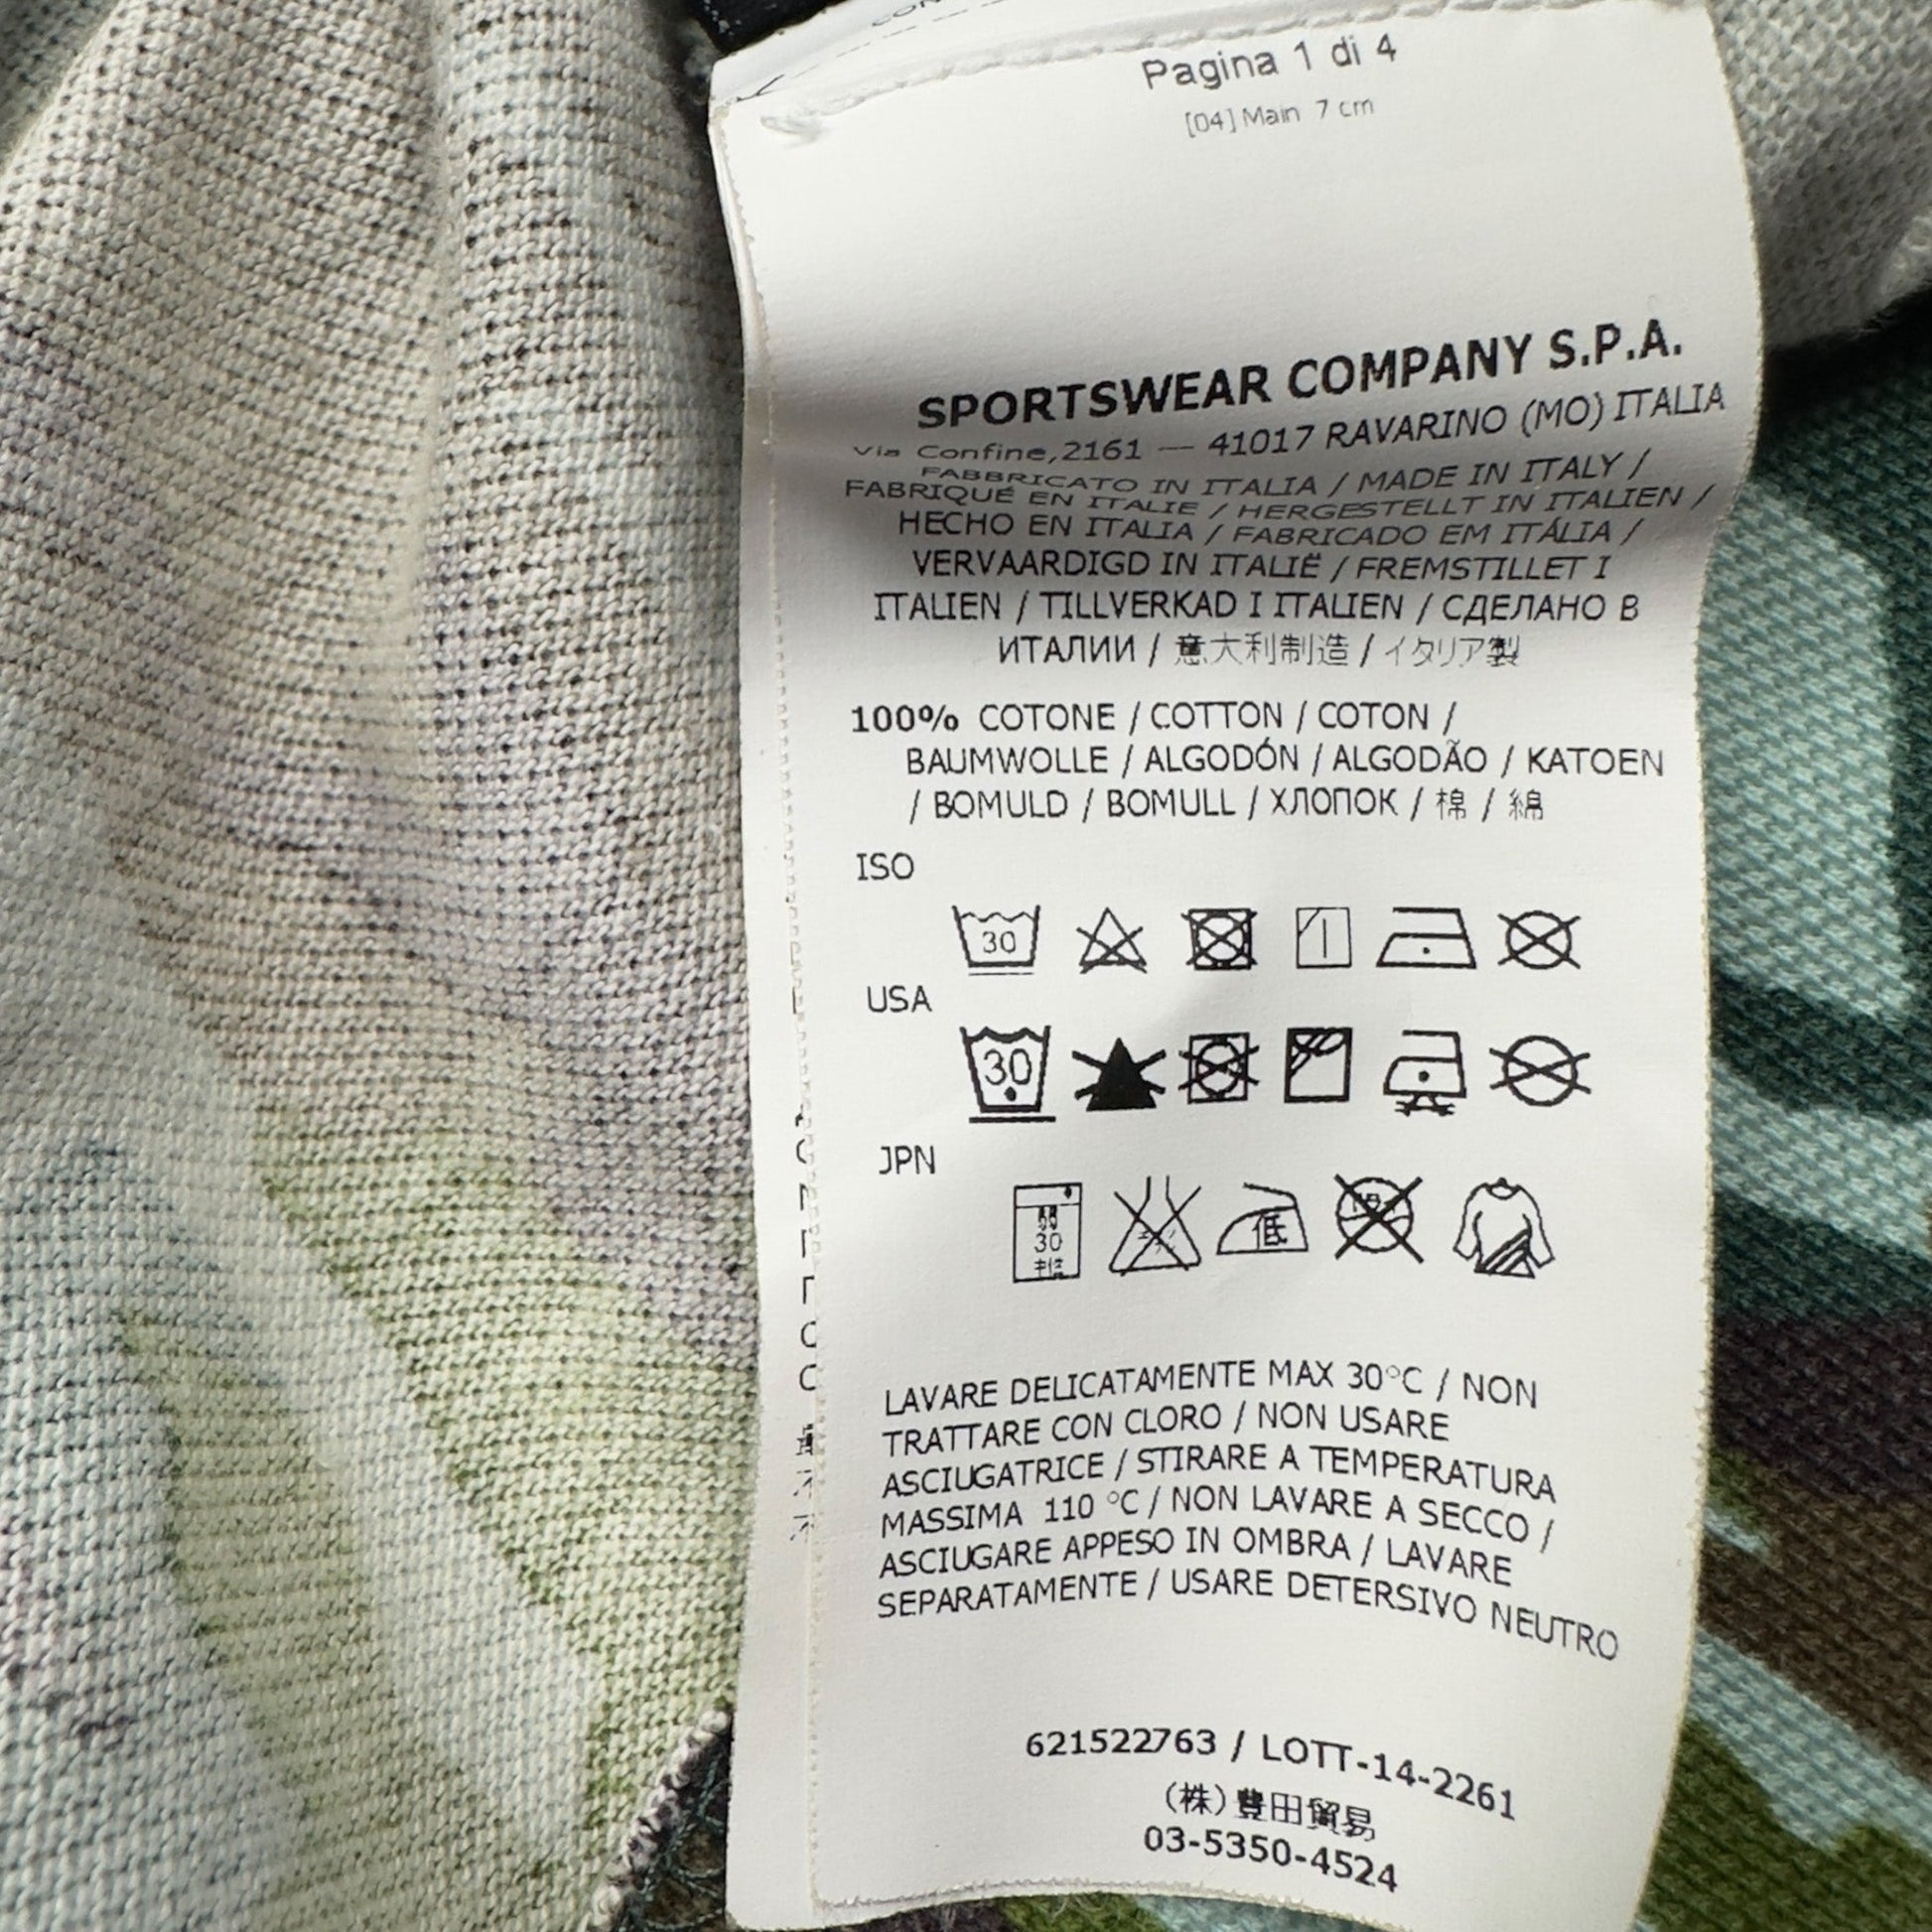 Pagina 1 di 4
[04] Main 7 cm
SPORTSWEAR COMPANY S.P.A.
Via Confine,2161 — 41017 RAVARINO (MO) ITALIA
FABBRICATO IN ITALIA / MADE IN ITALY /
FABRIQUÉ EN ITALIE / HERGESTELLT IN ITALIEN /
HECHO EN ITALIA / FABRICADO EM ITÁLIA /
VERVAARDIGD IN ITALIË / FREMSTILLET I
ITALIEN / TILLVERKAD I ITALIEN / СДЕЛАНО В
ИТАЛИИ / 意大利制造 / イタリア製
100% COTONE / COTTON / COTON /
BAUMWOLLE / ALGODÓN / ALGODÃO / KATOEN
/ BOMULD / BOMULL / ХЛОПОК / 棉 / 綿
ISO
30
USA
30
JPN
弱
30
中性
低
LAVARE DELICATAMENTE MAX 30°C / NON
TRATTARE CON CLORO / NON USARE
ASCIUGATRICE / STIRARE A TEMPERATURA
MASSIMA 110 °C / NON LAVARE A SECCO /
ASCIUGARE APPESO IN OMBRA / LAVARE
SEPARATAMENTE / USARE DETERSIVO NEUTRO
621522763 / LOTT-14-2261
(株)豊田貿易
03-5350-4524